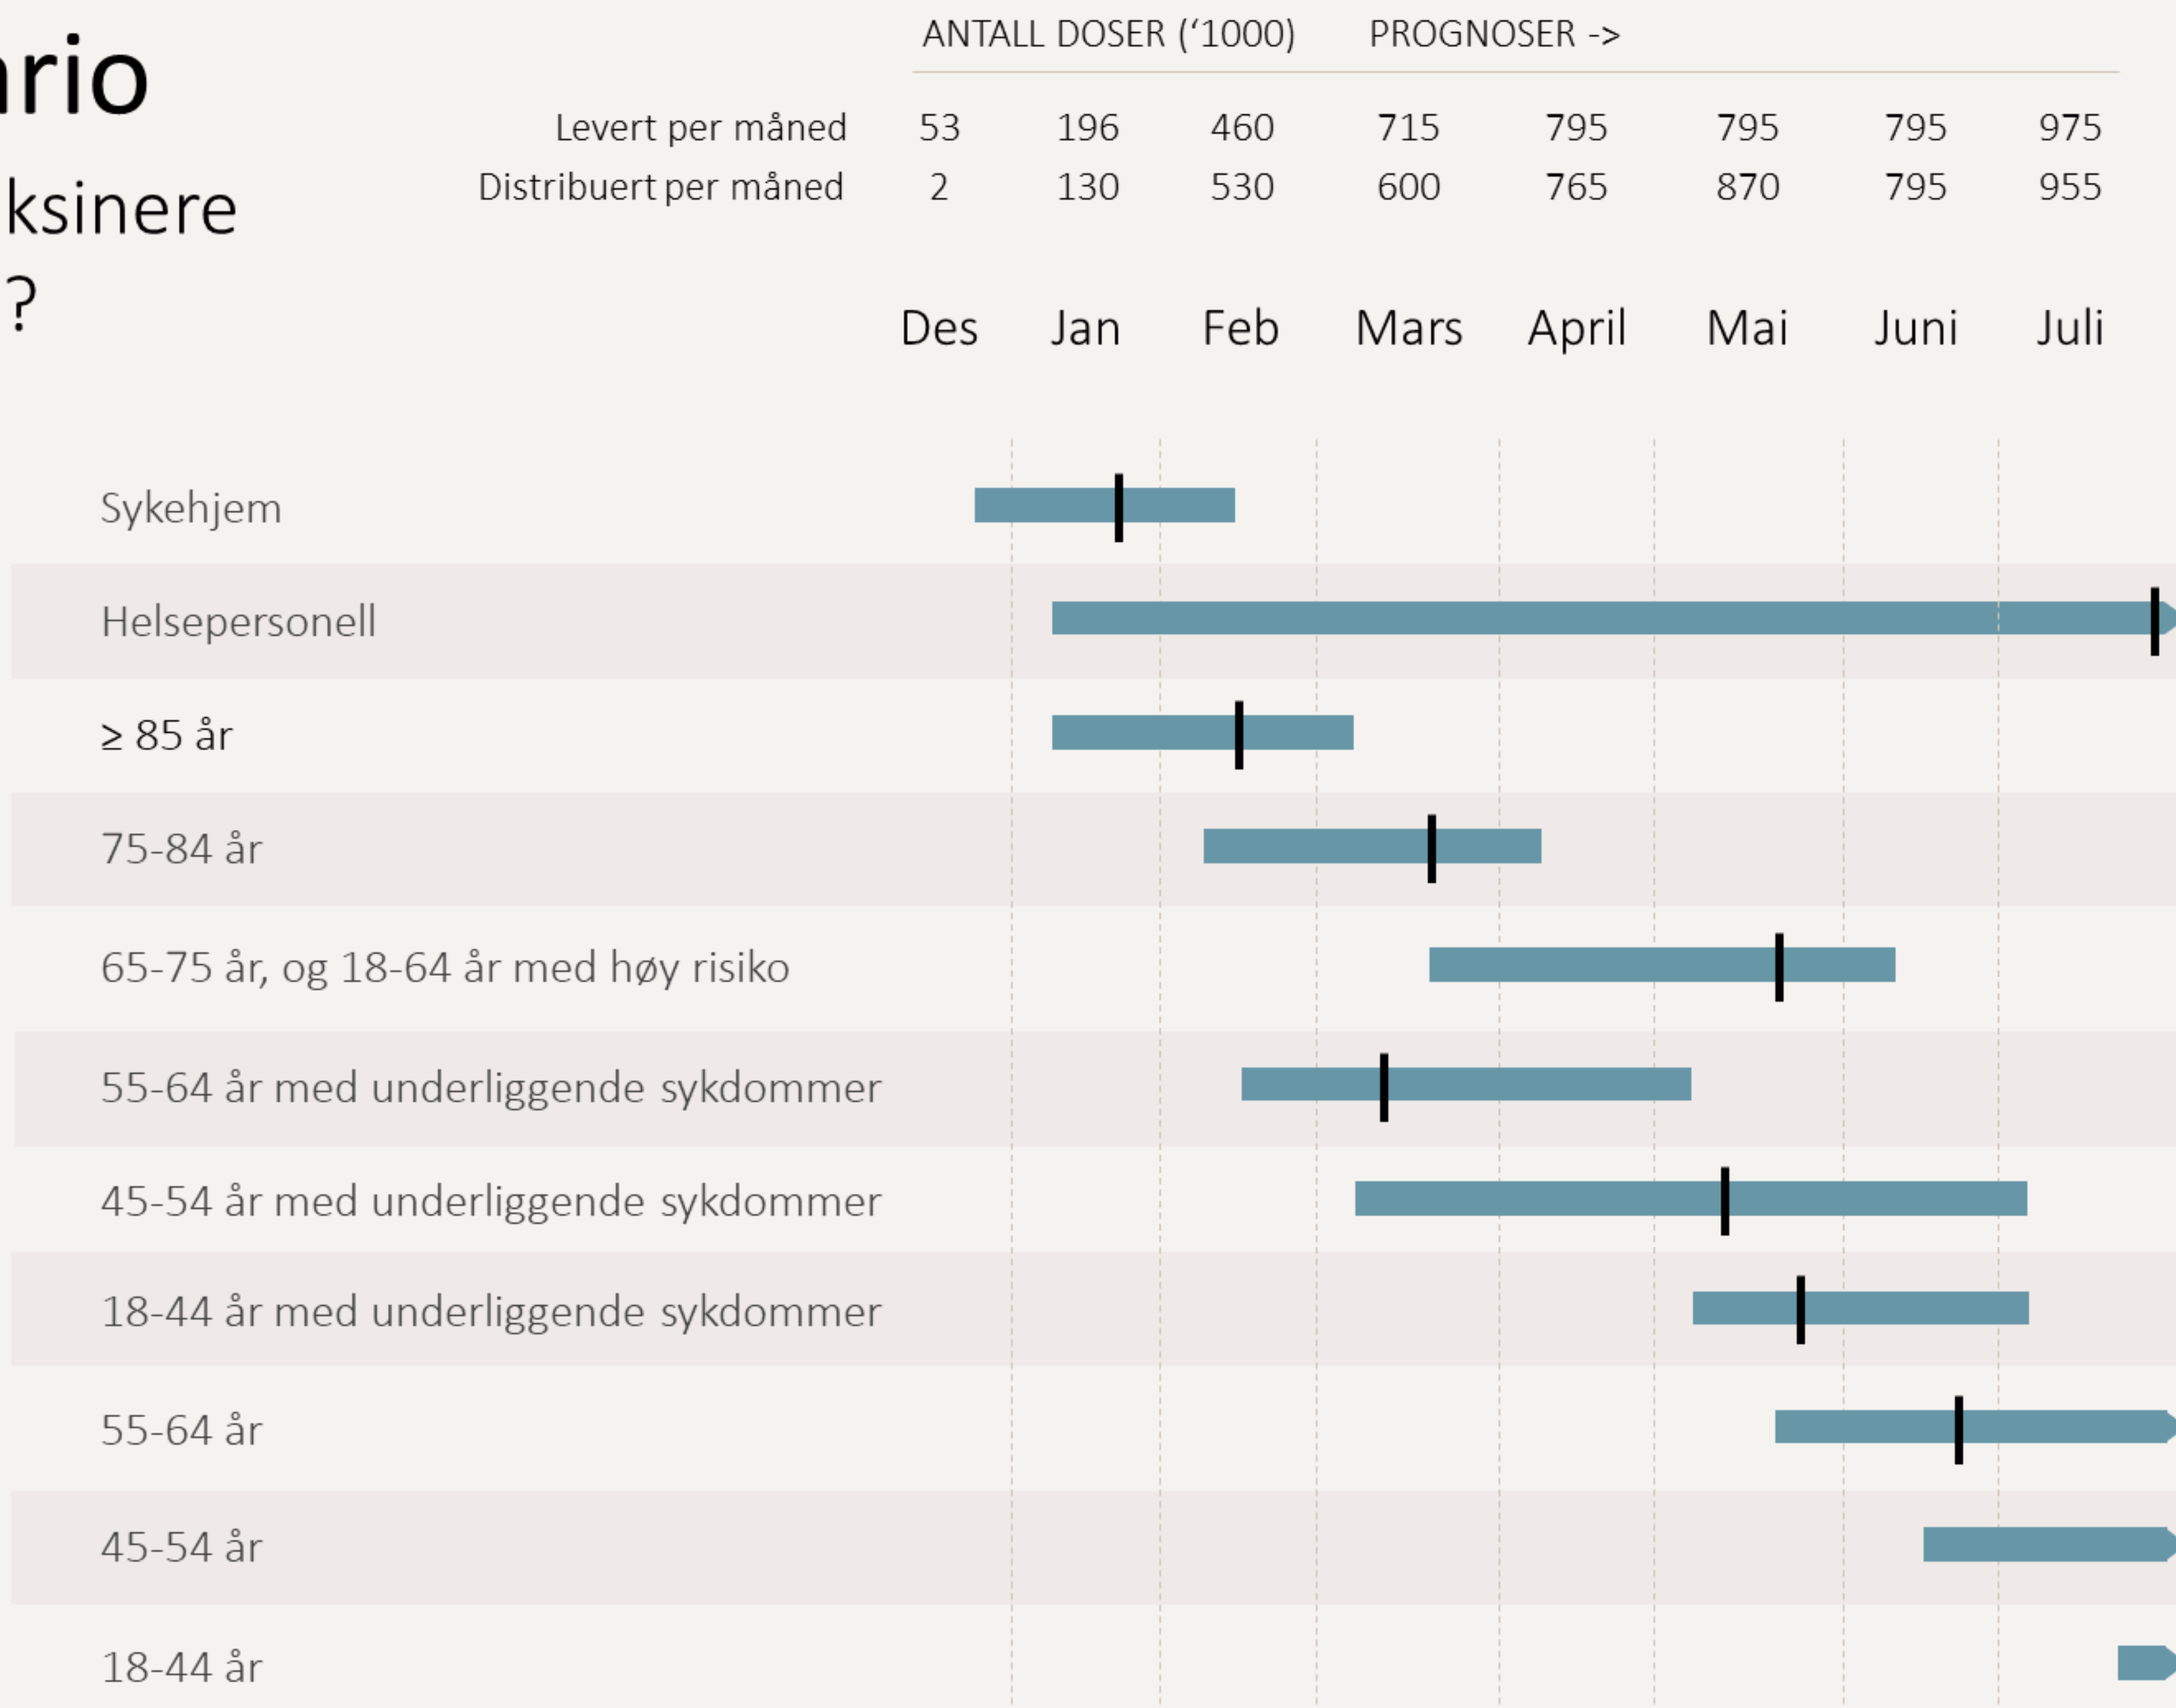 ANTALL DOSER (‘1000) PROGNOSER ->
Levert per måned 53 196 460 715 795 795 795 975
Distribuert per måned 2 130 530 600 765 870 795 955
?
Des Jan Feb Mars April Mai Juni Juli
Sykehjem
Helsepersonell
≥ 85 år
75-84 år
65-75 år, og 18-64 år med høy risiko
55-64 år med underliggende sykdommer
45-54 år med underliggende sykdommer
18-44 år med underliggende sykdommer
55-64 år
45-54 år
18-44 år